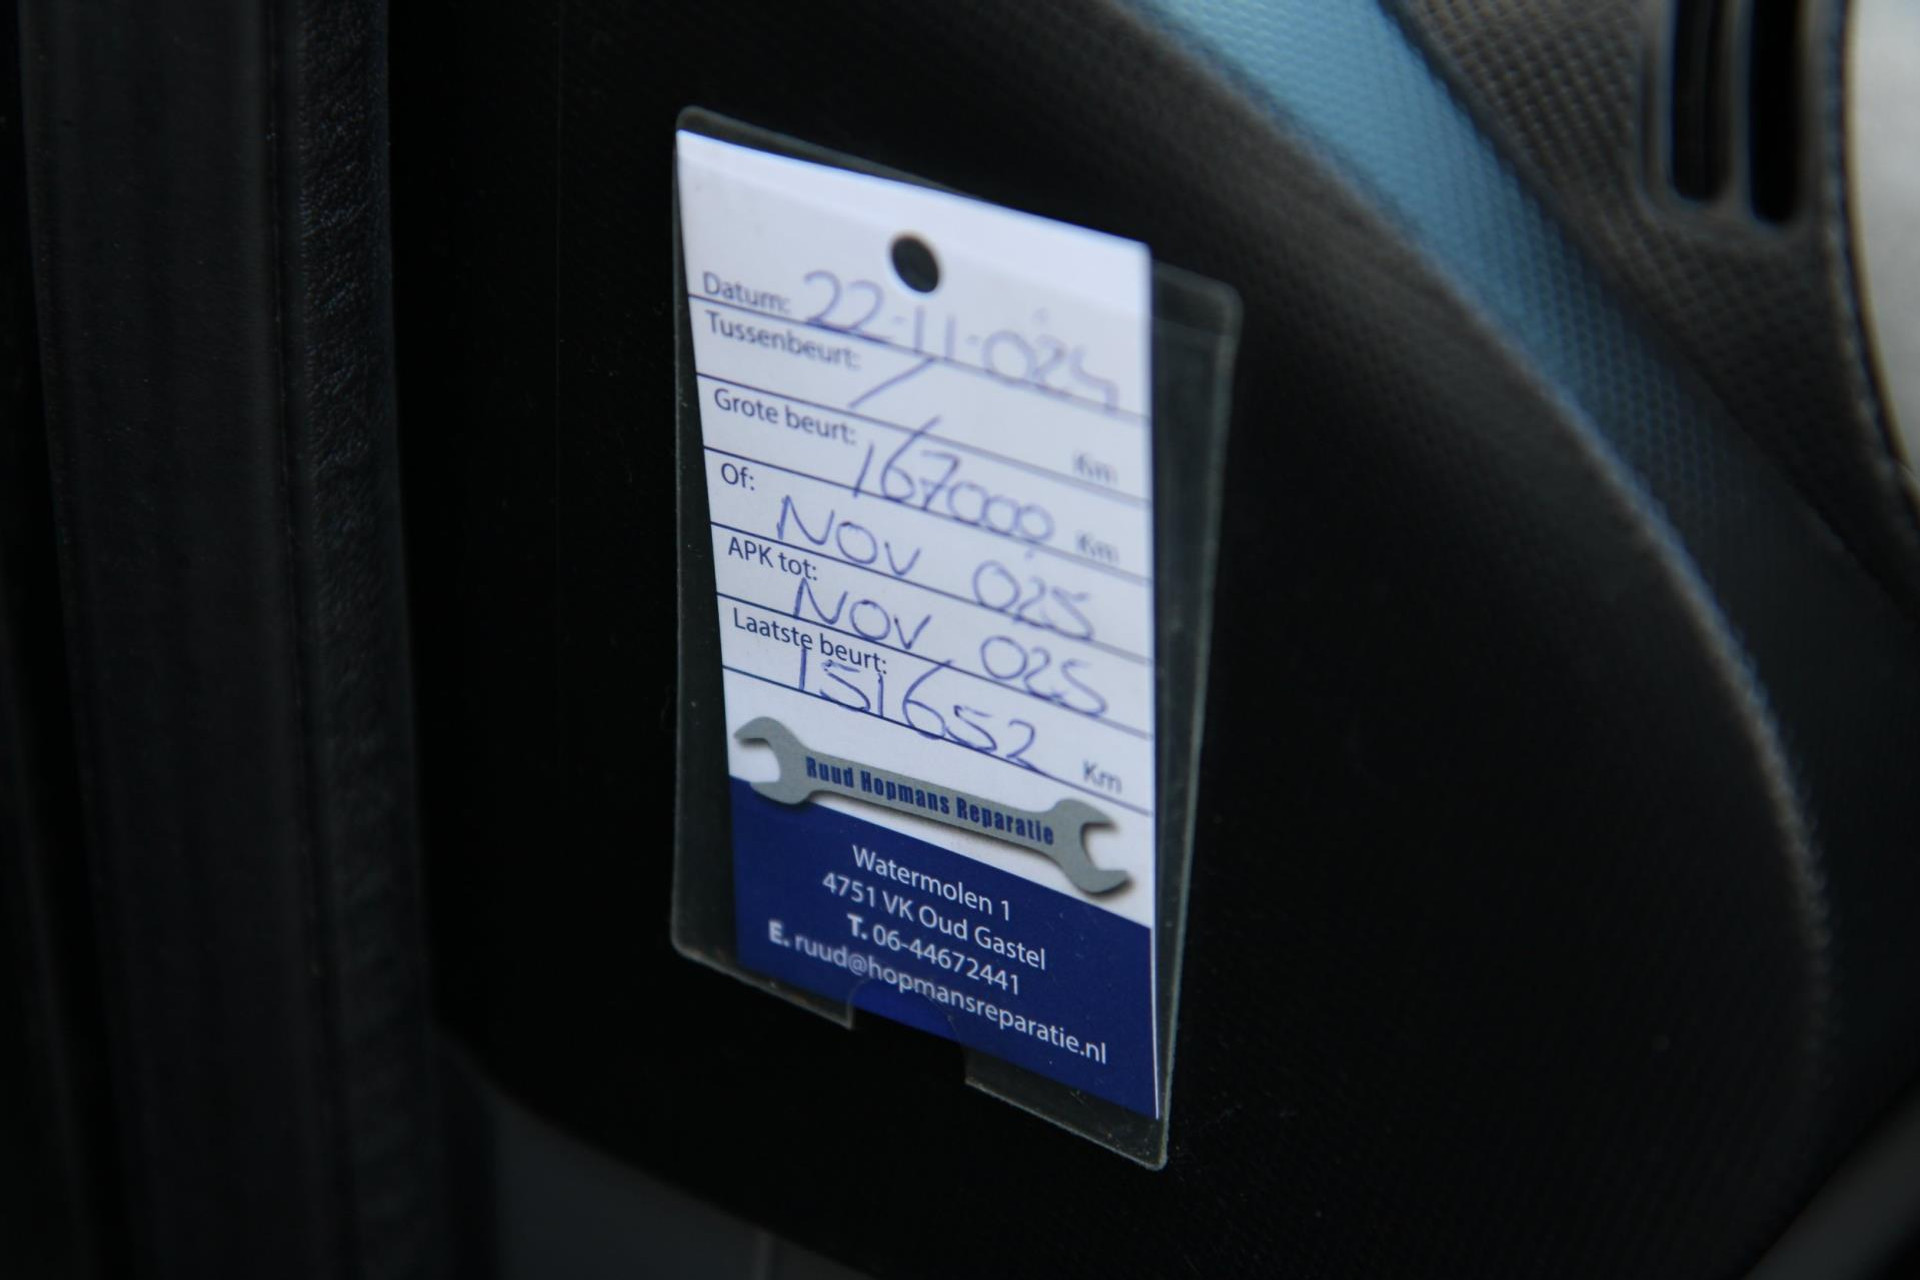 Datum: 22-11-024
Tussenbeurt: / Km
Grote beurt: 167000 Km
Of: NOV 025
APK tot: NOV 025
Laatste beurt: 151652 Km
Ruud Hopmans Reparatie
Watermolen 1
4751 VK Oud Gastel
T. 06-44672441
E. ruud@hopmansreparatie.nl